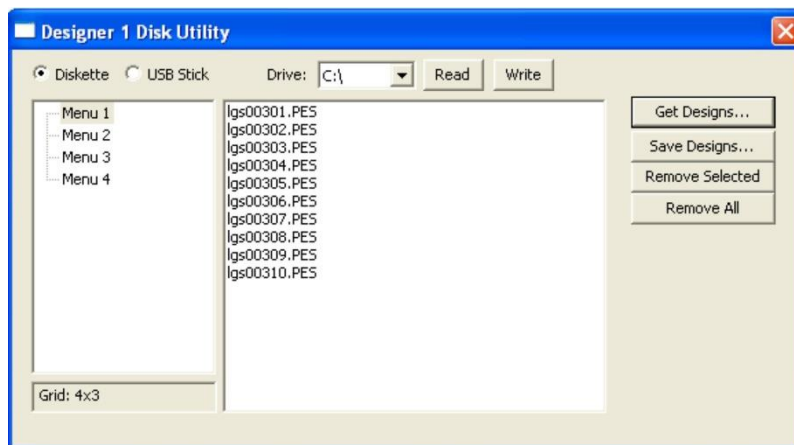 Designer 1 Disk Utility
Diskette USB Stick Drive: C:\ Read Write
Menu 1
Menu 2
Menu 3
Menu 4
Grid: 4x3
lgs00301.PES
lgs00302.PES
lgs00303.PES
lgs00304.PES
lgs00305.PES
lgs00306.PES
lgs00307.PES
lgs00308.PES
lgs00309.PES
lgs00310.PES
Get Designs...
Save Designs...
Remove Selected
Remove All